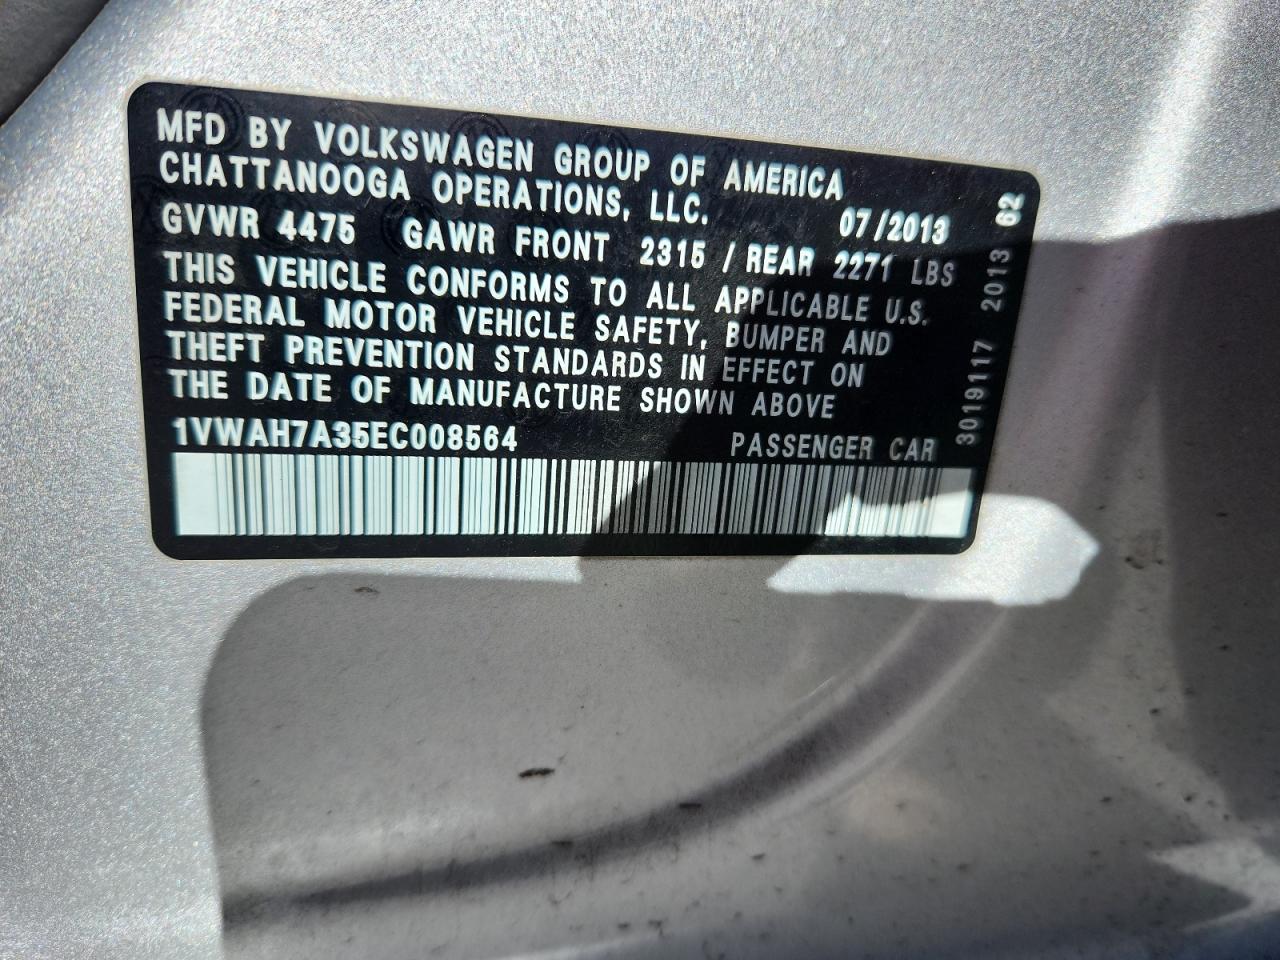 MFD BY VOLKSWAGEN GROUP OF AMERICA
CHATTANOOGA OPERATIONS, LLC. 07/2013
GVWR 4475 GAWR FRONT 2315 / REAR 2271 LBS
THIS VEHICLE CONFORMS TO ALL APPLICABLE U.S.
FEDERAL MOTOR VEHICLE SAFETY, BUMPER AND
THEFT PREVENTION STANDARDS IN EFFECT ON
THE DATE OF MANUFACTURE SHOWN ABOVE
1VWAH7A35EC008564 PASSENGER CAR
3019117 2013 62